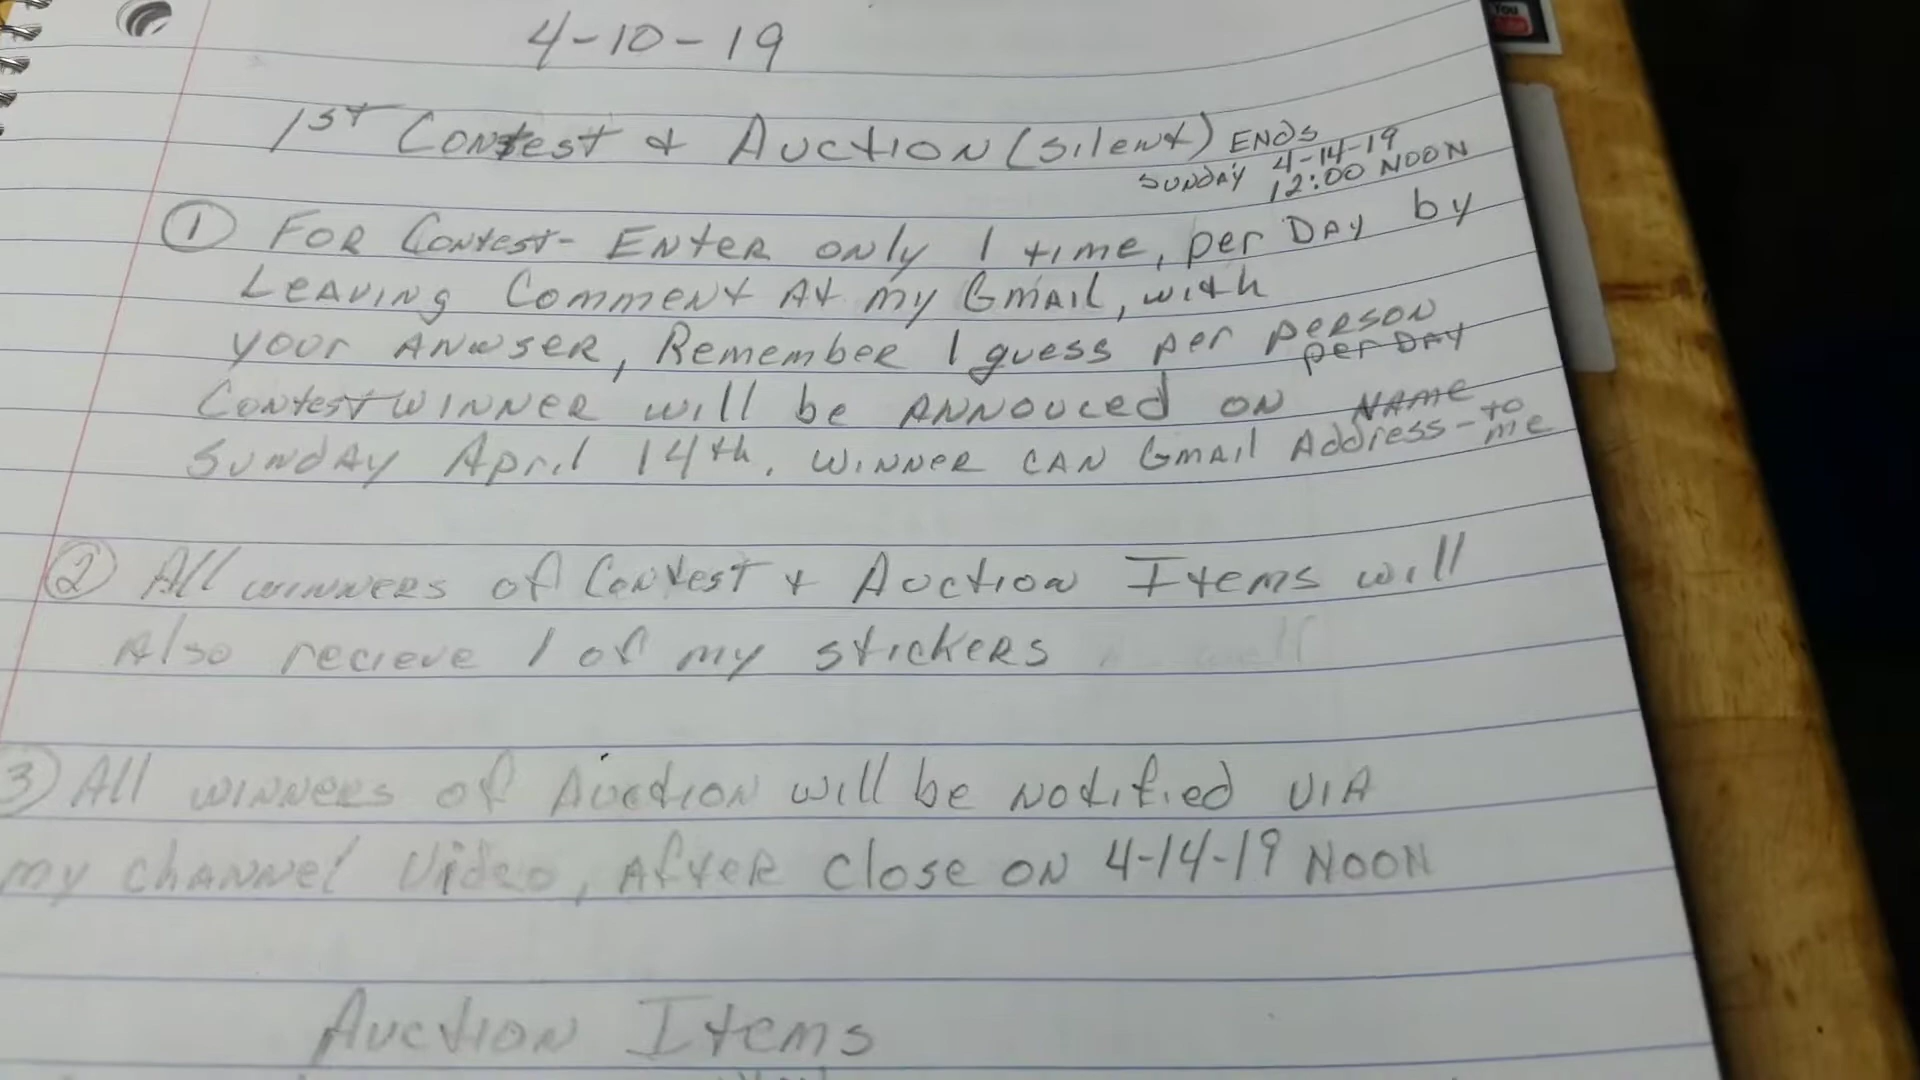 You
4-10-19
1st Contest & Auction (silent) ENDS
SUNDAY 4-14-19
12:00 NOON
① FOR Contest- Enter only 1 time, per Day by
Leaving Comment At my Gmail, with
your Anwser, Remember 1 guess per person
per DAY
Contest WINNER will be ANNOUCED ON NAME
Sunday April 14th. WINNER CAN Gmail Address-to
me
② All winners of Contest & Auction Items will
Also recieve 1 of my stickers
③ All winners of Auction will be Notified VIA
my channel Video, After close on 4-14-19 NOON
Auction Items